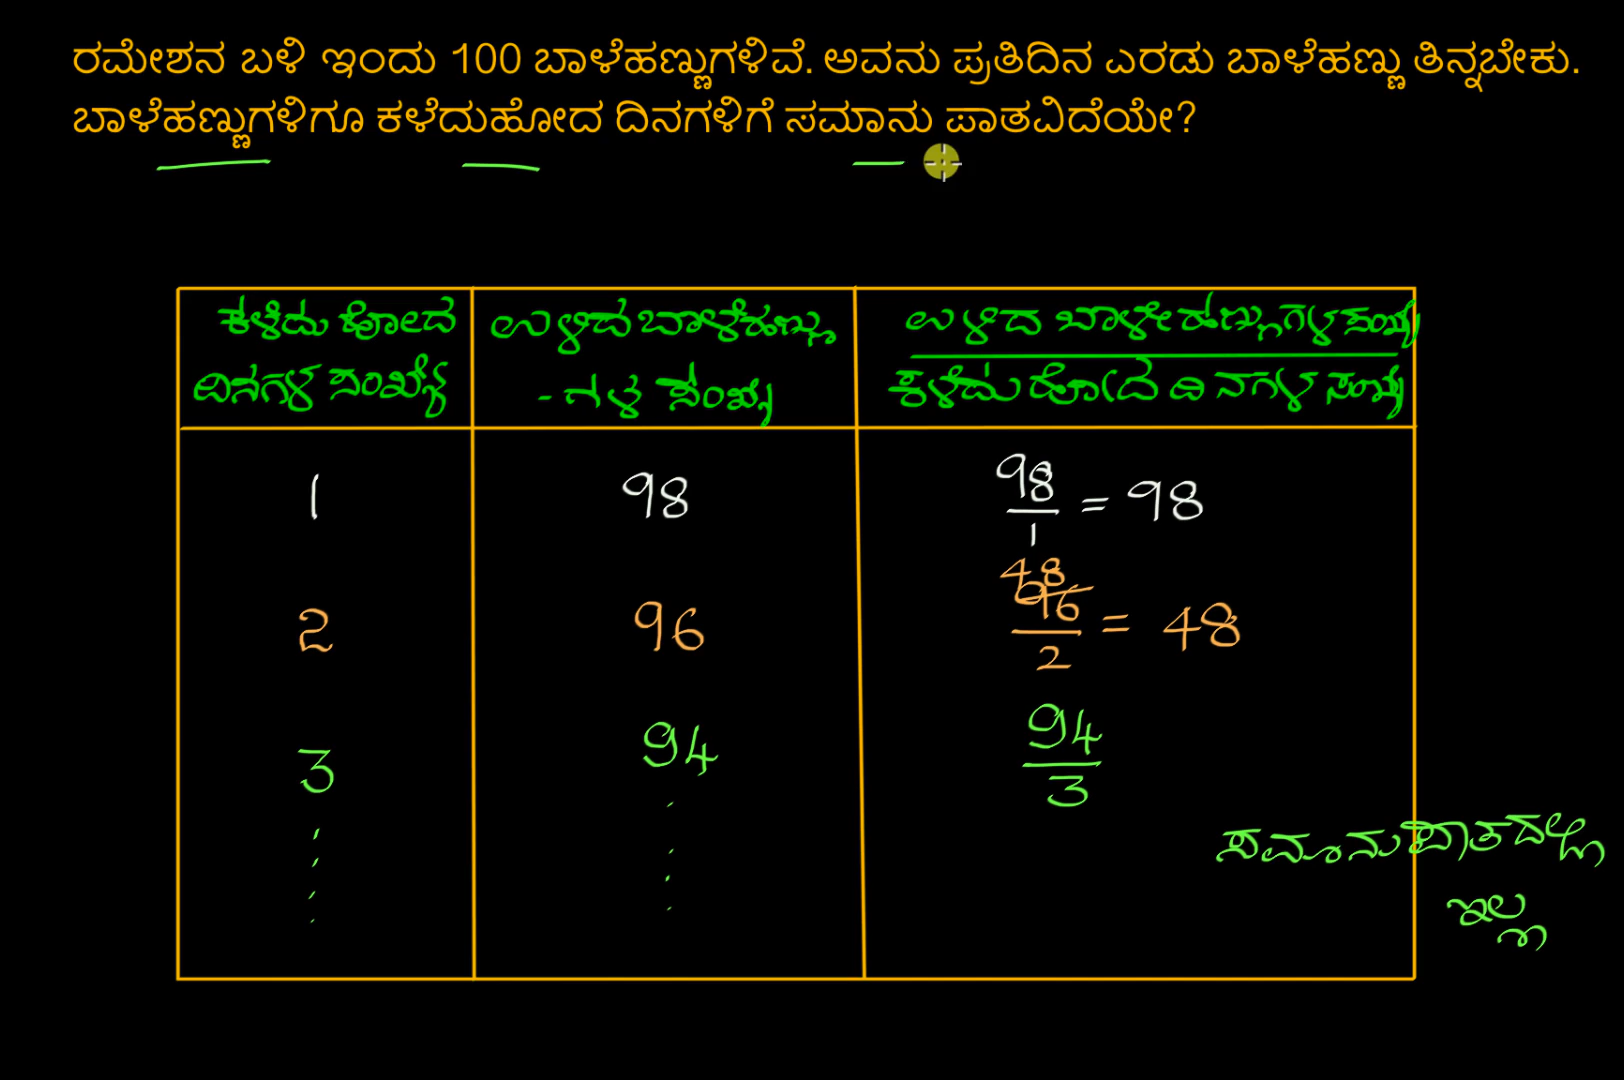 ರಮೇಶನ ಬಳಿ ಇಂದು 100 ಬಾಳೆಹಣ್ಣುಗಳಿವೆ. ಅವನು ಪ್ರತಿದಿನ ಎರಡು ಬಾಳೆಹಣ್ಣು ತಿನ್ನಬೇಕು.
ಬಾಳೆಹಣ್ಣುಗಳಿಗೂ ಕಳೆದುಹೋದ ದಿನಗಳಿಗೆ ಸಮಾನು ಪಾತವಿದೆಯೇ?
ಕಳೆದು ಹೋದ ದಿನಗಳ ಸಂಖ್ಯೆ
ಉಳಿದ ಬಾಳೆಹಣ್ಣು -ಗಳ ಸಂಖ್ಯೆ
ಉಳಿದ ಬಾಳೇಹಣ್ಣುಗಳ ಸಂಖ್ಯೆ
ಕಳೆದು ಹೋದ ದಿನಗಳ ಸಂಖ್ಯೆ
1 98 98/1 = 98
48
2 96 96/2 = 48
3 94 94/3
ಸಮಾನುಪಾತದಲ್ಲಿ
ಇಲ್ಲ